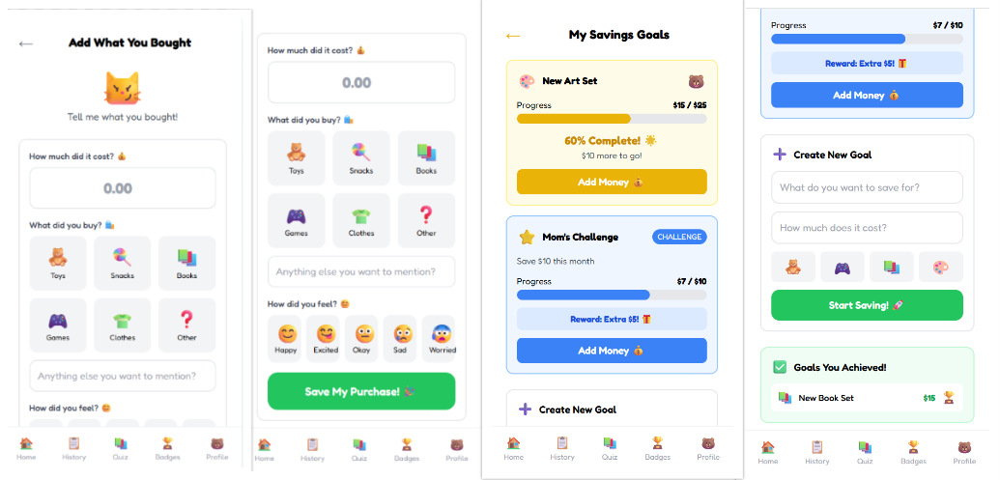 Add What You Bought
Tell me what you bought!
How much did it cost?
0.00
What did you buy?
Toys
Snacks
Books
Games
Clothes
Other
Anything else you want to mention?
How did you feel?
Home
History
Quiz
Badges
Profile
How much did it cost?
0.00
What did you buy?
Toys
Snacks
Books
Games
Clothes
Other
Anything else you want to mention?
How did you feel?
Happy
Excited
Okay
Sad
Worried
Save My Purchase!
Home
History
Quiz
Badges
Profile
My Savings Goals
New Art Set
Progress
$15 / $25
60% Complete!
$10 more to go!
Add Money
Mom's Challenge
CHALLENGE
Save $10 this month
Progress
$7 / $10
Reward: Extra $5!
Add Money
Create New Goal
Home
History
Quiz
Badges
Profile
Progress
$7 / $10
Reward: Extra $5!
Add Money
Create New Goal
What do you want to save for?
How much does it cost?
Start Saving!
Goals You Achieved!
New Book Set
$15
Home
History
Quiz
Badges
Profile